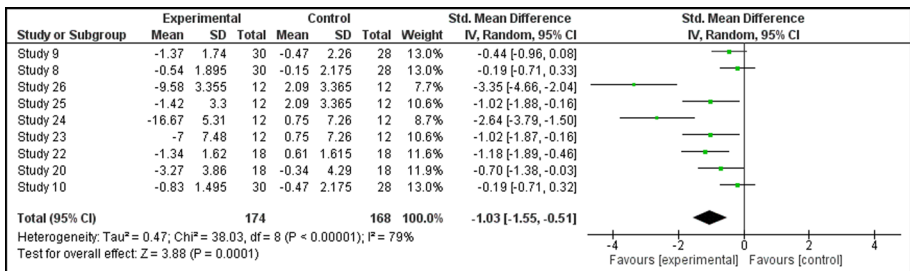 Experimental Control Std. Mean Difference Std. Mean Difference
Study or Subgroup Mean SD Total Mean SD Total Weight IV, Random, 95% CI IV, Random, 95% CI
Study 9 -1.37 1.74 30 -0.47 2.26 28 13.0% -0.44 [-0.96, 0.08]
Study 8 -0.54 1.895 30 -0.15 2.175 28 13.0% -0.19 [-0.71, 0.33]
Study 26 -9.58 3.355 12 2.09 3.365 12 7.7% -3.35 [-4.66, -2.04]
Study 25 -1.42 3.3 12 2.09 3.365 12 10.6% -1.02 [-1.88, -0.16]
Study 24 -16.67 5.31 12 0.75 7.26 12 8.7% -2.64 [-3.79, -1.50]
Study 23 -7 7.48 12 0.75 7.26 12 10.6% -1.02 [-1.87, -0.16]
Study 22 -1.34 1.62 18 0.61 1.615 18 11.6% -1.18 [-1.89, -0.46]
Study 20 -3.27 3.86 18 -0.34 4.29 18 11.9% -0.70 [-1.38, -0.03]
Study 10 -0.83 1.495 30 -0.47 2.175 28 13.0% -0.19 [-0.71, 0.32]
Total (95% CI) 174 168 100.0% -1.03 [-1.55, -0.51]
Heterogeneity: Tau² = 0.47; Chi² = 38.03, df = 8 (P < 0.00001); I² = 79%
Test for overall effect: Z = 3.88 (P = 0.0001)
-4 -2 0 2 4
Favours [experimental] Favours [control]